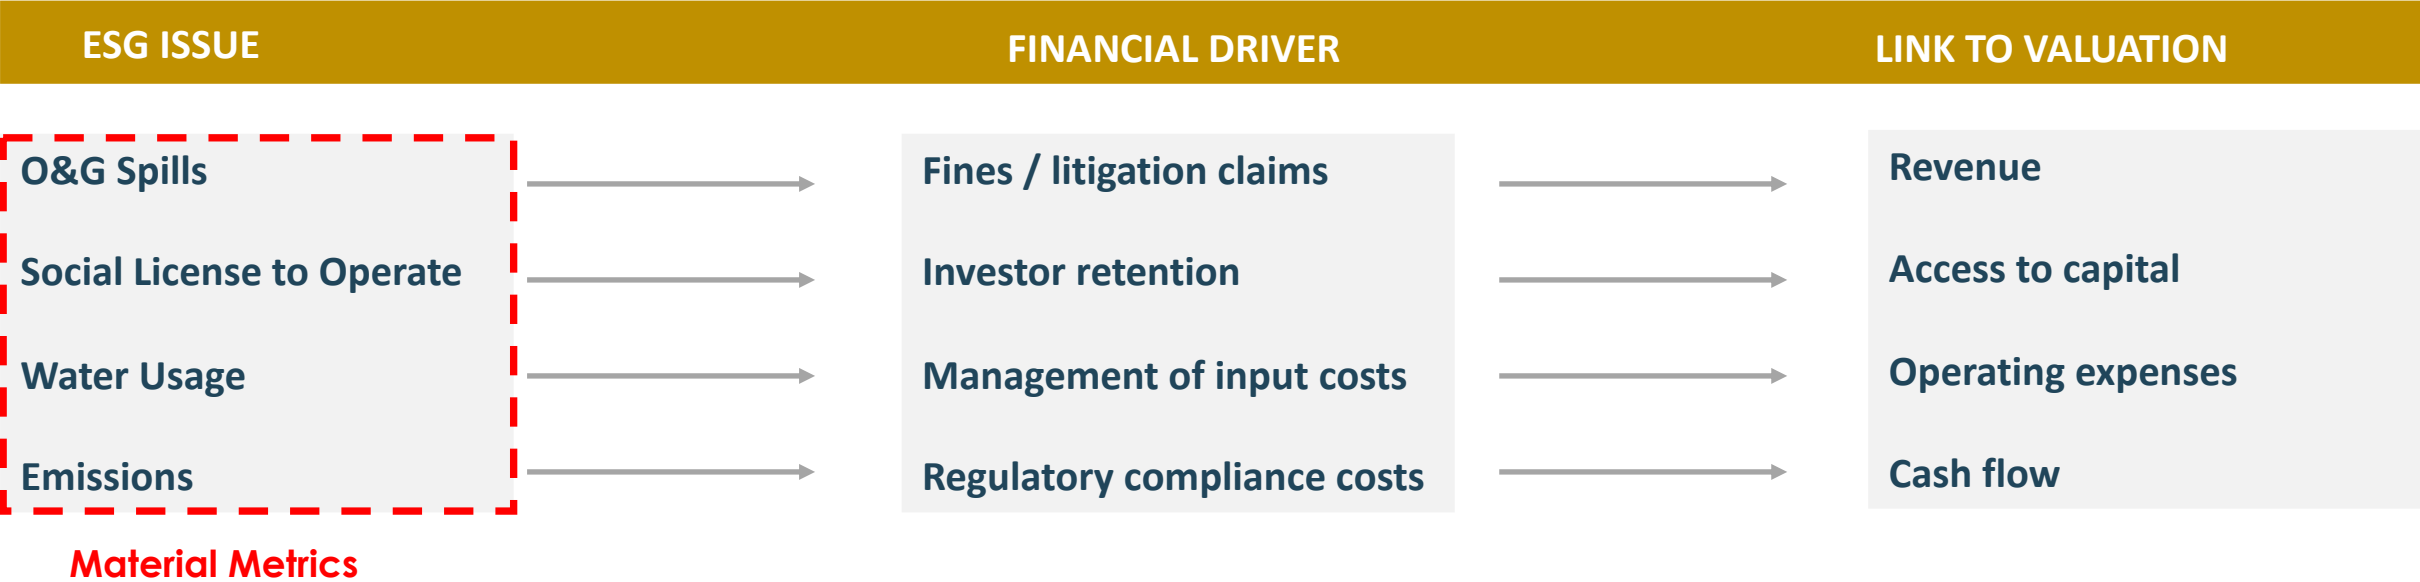 ESG ISSUE
FINANCIAL DRIVER
LINK TO VALUATION
O&G Spills
Fines / litigation claims
Revenue
Social License to Operate
Investor retention
Access to capital
Water Usage
Management of input costs
Operating expenses
Emissions
Regulatory compliance costs
Cash flow
Material Metrics